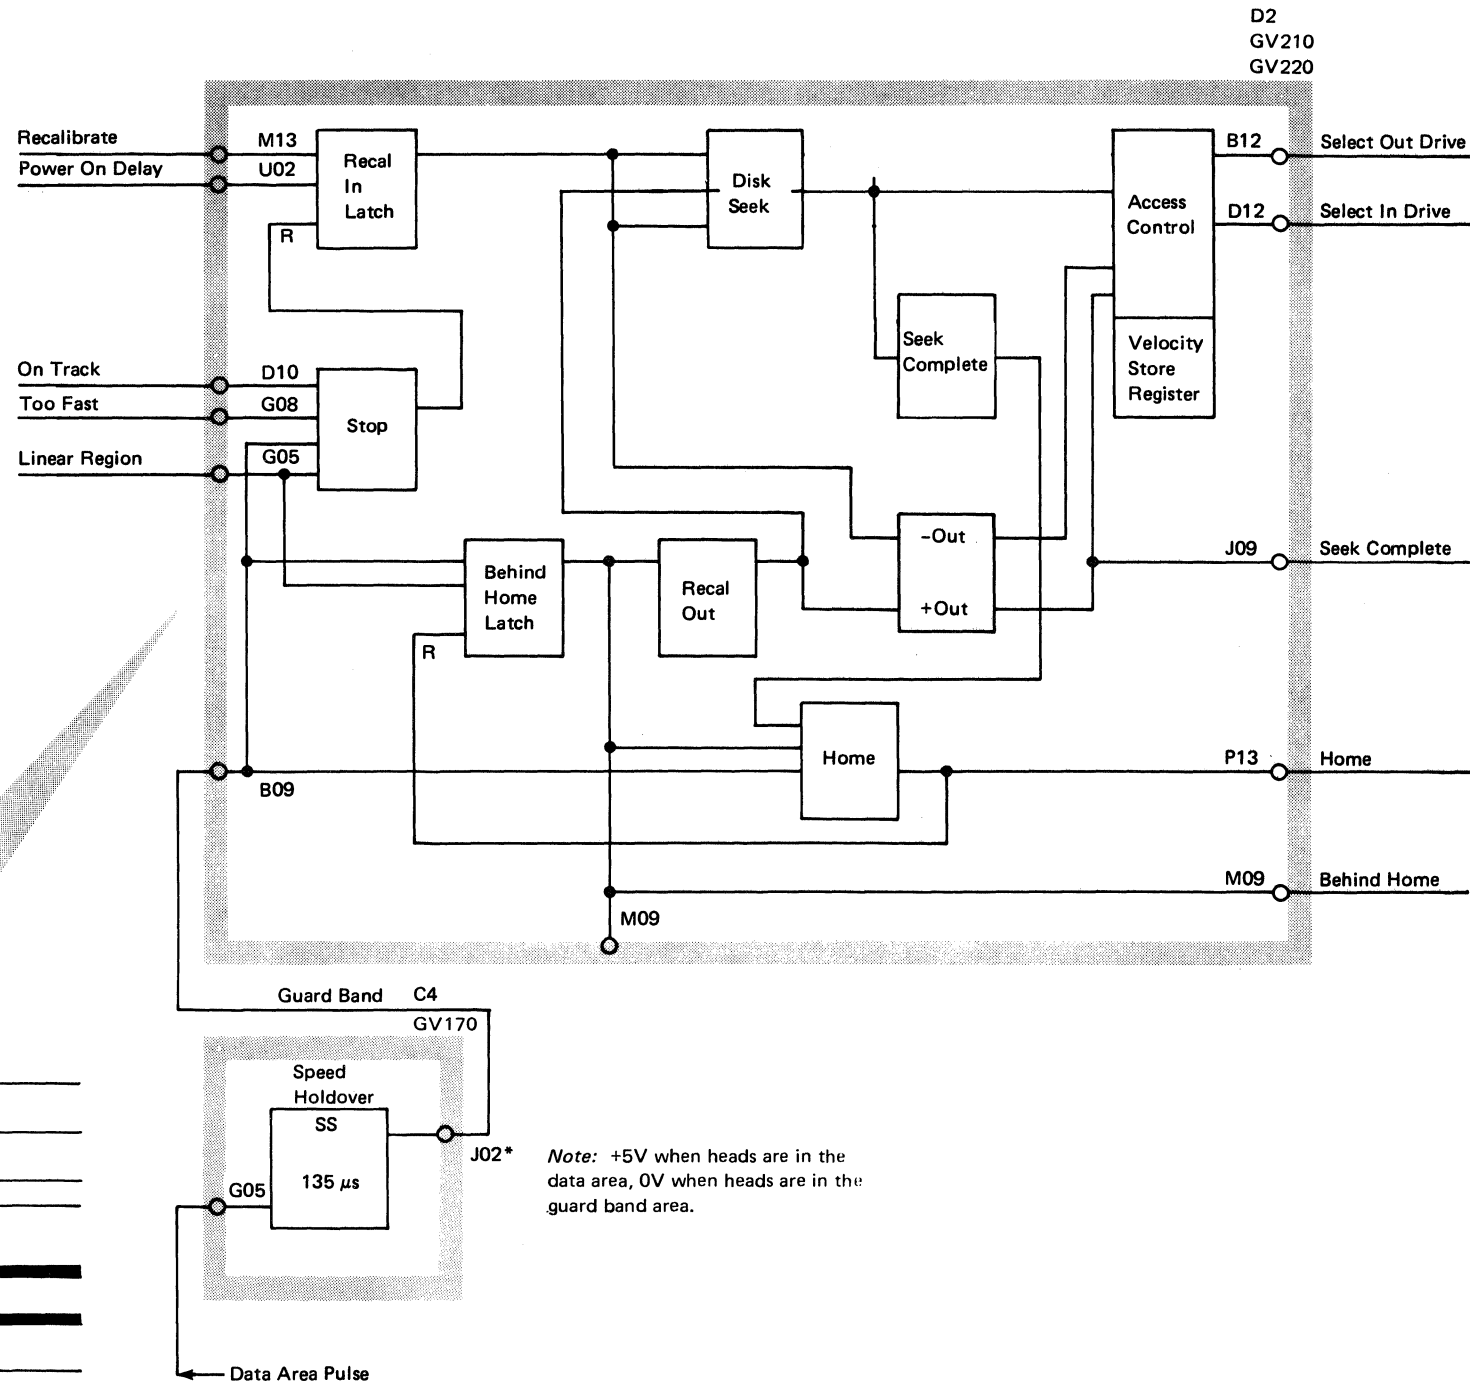 D2
GV210
GV220
Recalibrate
M13
Power On Delay
U02
Recal
In
Latch
R
Disk
Seek
Access
Control
B12
Select Out Drive
D12
Select In Drive
Seek
Complete
Velocity
Store
Register
On Track
D10
Too Fast
G08
Stop
Linear Region
G05
Behind
Home
Latch
R
Recal
Out
-Out
+Out
J09
Seek Complete
B09
Home
P13
Home
M09
Behind Home
M09
Guard Band
C4
GV170
Speed
Holdover
SS
135 µs
J02*
G05
Note: +5V when heads are in the
data area, 0V when heads are in the
guard band area.
Data Area Pulse